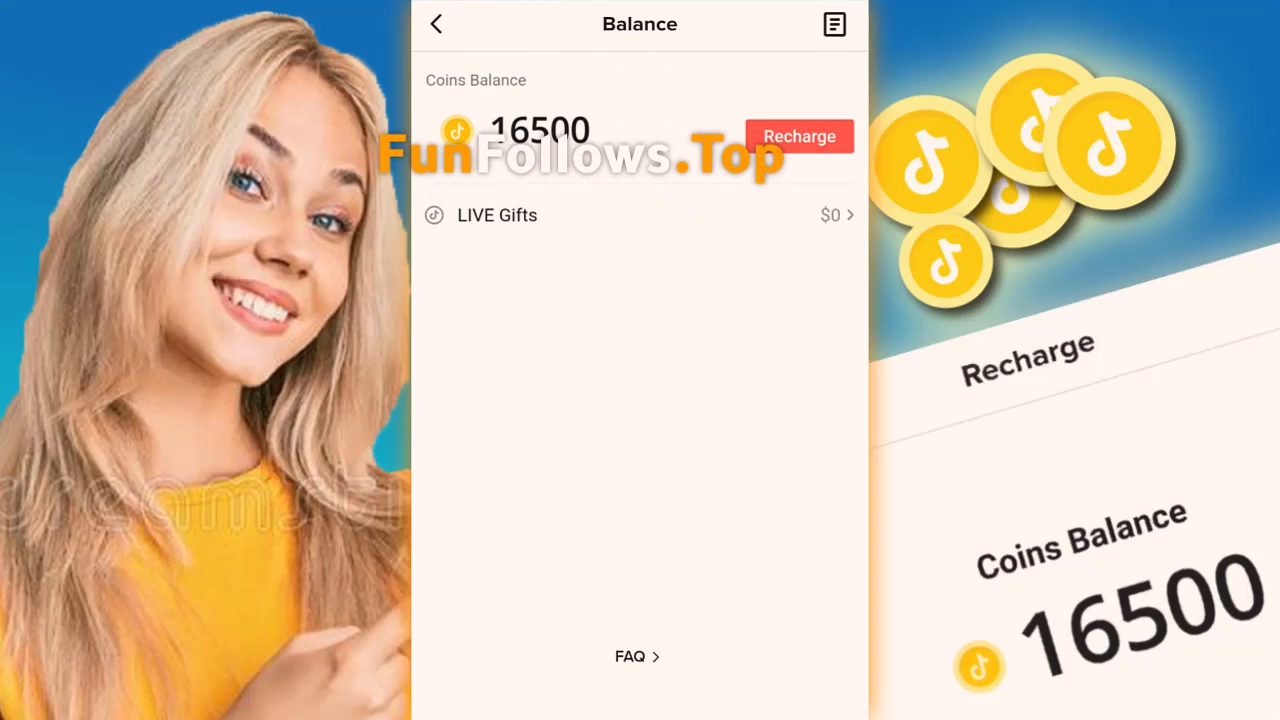 Balance
Coins Balance
16500
Recharge
FunFollows.Top
LIVE Gifts
$0
FAQ
Recharge
Coins Balance
16500